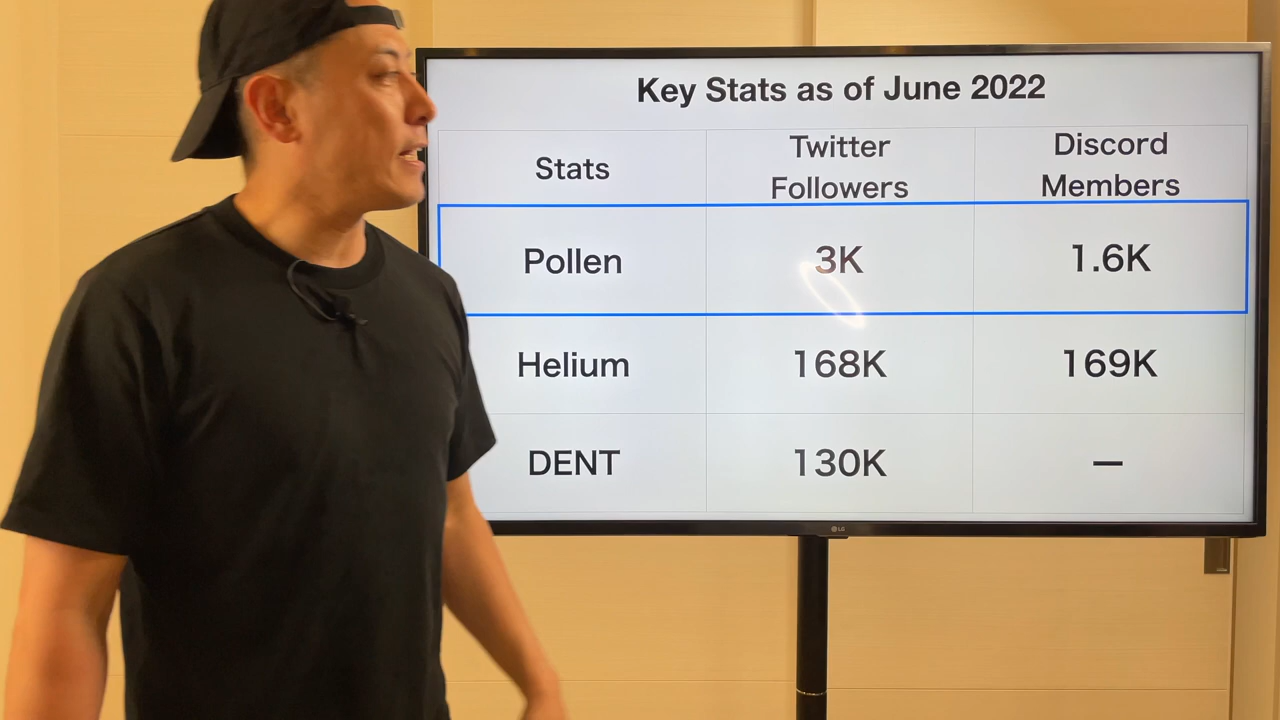 Key Stats as of June 2022
Stats
Twitter
Followers
Discord
Members
Pollen
3K
1.6K
Helium
168K
169K
DENT
130K
—
LG